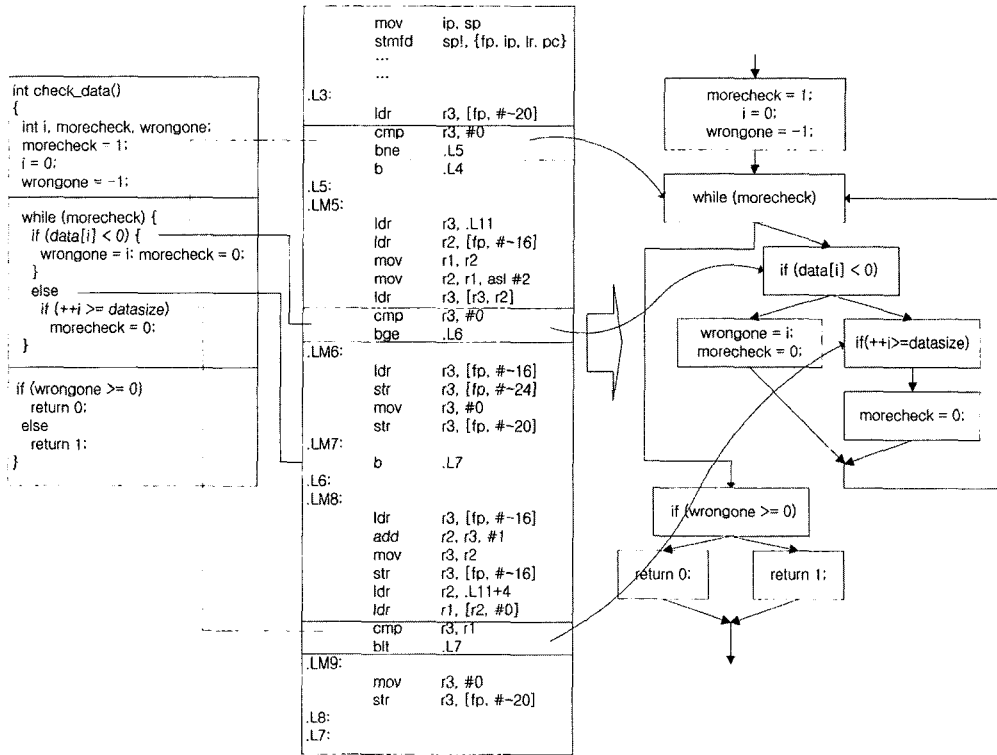 int check_data()
{
int i, morecheck, wrongone;
morecheck = 1;
i = 0;
wrongone = -1;
while (morecheck) {
if (data[i] < 0) {
wrongone = i; morecheck = 0;
}
else
if (++i >= datasize)
morecheck = 0;
}
if (wrongone >= 0)
return 0;
else
return 1;
}
mov ip, sp
stmfd sp!, {fp, ip, lr, pc}
...
...
.L3:
ldr r3, [fp, #-20]
cmp r3, #0
bne .L5
b .L4
.L5:
.LM5:
ldr r3, .L11
ldr r2, [fp, #-16]
mov r1, r2
mov r2, r1, asl #2
ldr r3, [r3, r2]
cmp r3, #0
bge .L6
.LM6:
ldr r3, [fp, #-16]
str r3, [fp, #-24]
mov r3, #0
str r3, [fp, #-20]
.LM7:
b .L7
.L6:
.LM8:
ldr r3, [fp, #-16]
add r2, r3, #1
mov r3, r2
str r3, [fp, #-16]
ldr r2, .L11+4
ldr r1, [r2, #0]
cmp r3, r1
blt .L7
.LM9:
mov r3, #0
str r3, [fp, #-20]
.L8:
.L7:
morecheck = 1;
i = 0;
wrongone = -1;
while (morecheck)
if (data[i] < 0)
wrongone = i;
morecheck = 0;
if(++i>=datasize)
morecheck = 0;
if (wrongone >= 0)
return 0;
return 1;